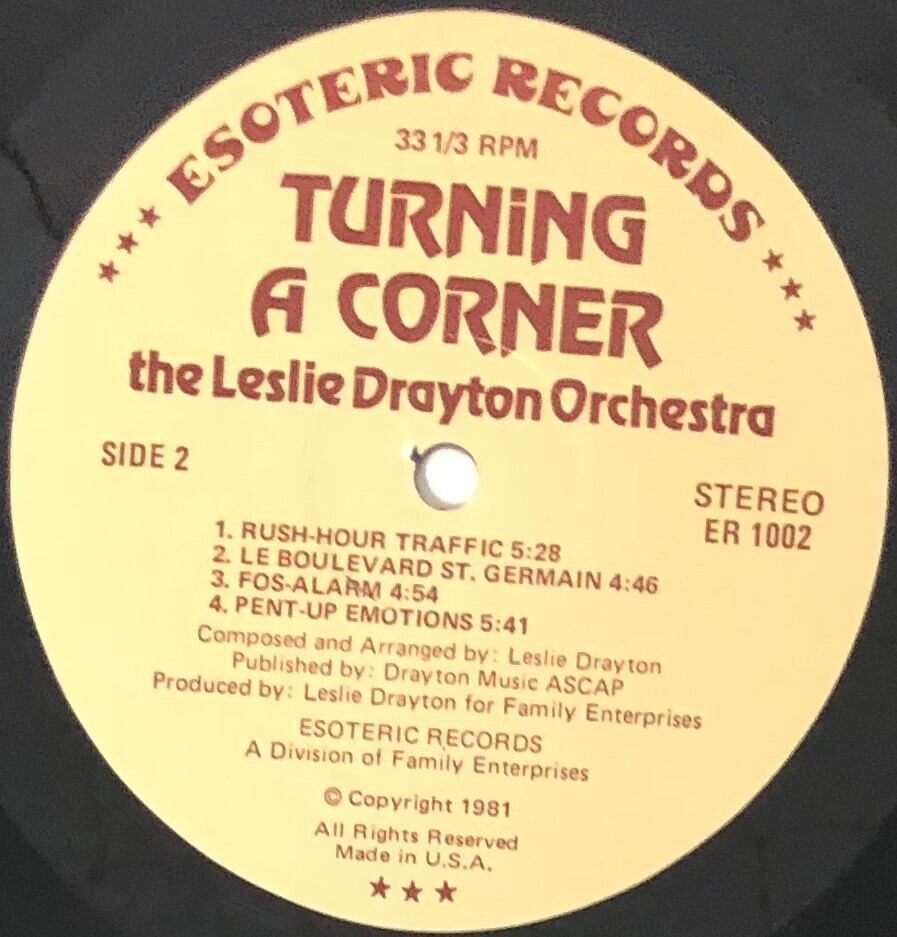 ★★★ ESOTERIC RECORDS ★★★
33 1/3 RPM
TURNiNG
A CORNER
the Leslie Drayton Orchestra
SIDE 2
STEREO
ER 1002
1. RUSH-HOUR TRAFFIC 5:28
2. LE BOULEVARD ST. GERMAIN 4:46
3. FOS-ALARM 4:54
4. PENT-UP EMOTIONS 5:41
Composed and Arranged by: Leslie Drayton
Published by: Drayton Music ASCAP
Produced by: Leslie Drayton for Family Enterprises
ESOTERIC RECORDS
A Division of Family Enterprises
© Copyright 1981
All Rights Reserved
Made in U.S.A.
★★★